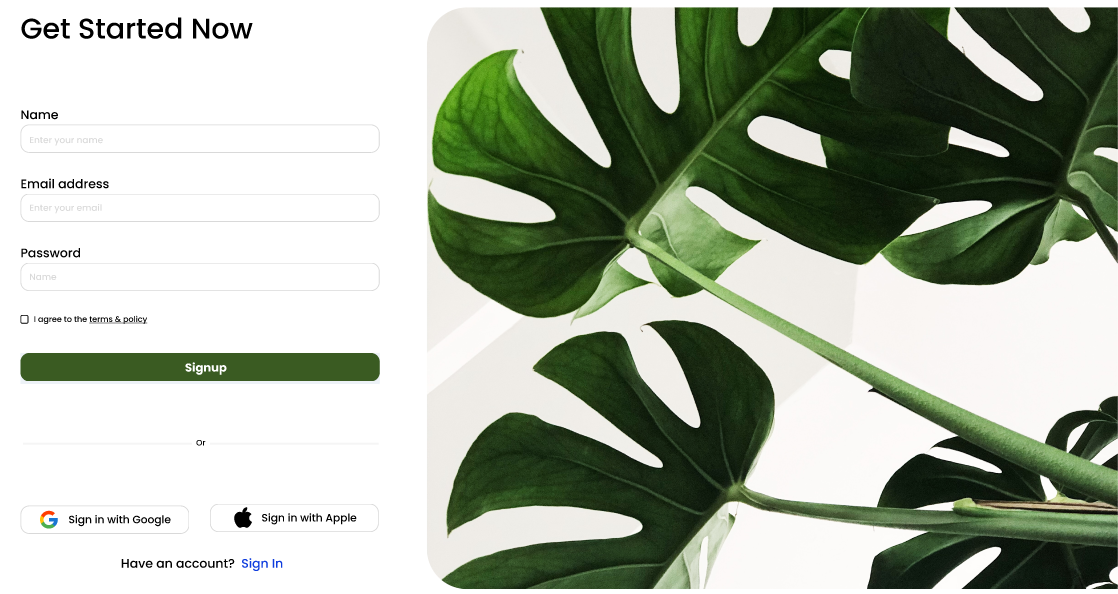 Get Started Now
Name
Enter your name
Email address
Enter your email
Password
Name
I agree to the terms & policy
Signup
Or
Sign in with Google
Sign in with Apple
Have an account? Sign In